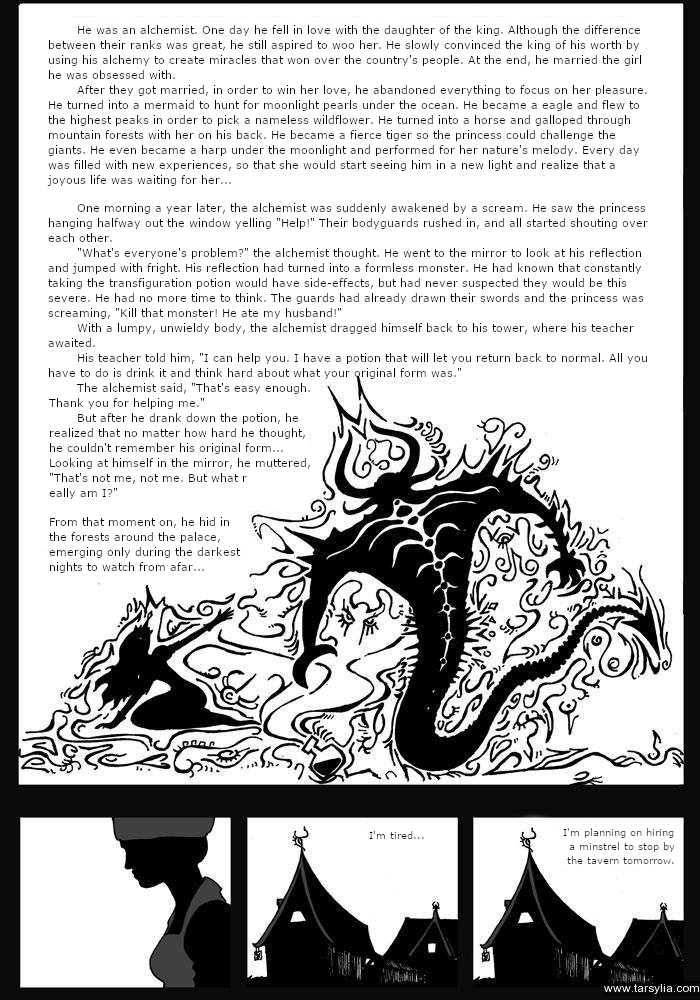 He was an alchemist. One day he fell in love with the daughter of the king. Although the difference
between their ranks was great, he still aspired to woo her. He slowly convinced the king of his worth by
using his alchemy to create miracles that won over the country's people. At the end, he married the girl
he was obsessed with.
After they got married, in order to win her love, he abandoned everything to focus on her pleasure.
He turned into a mermaid to hunt for moonlight pearls under the ocean. He became a eagle and flew to
the highest peaks in order to pick a nameless wildflower. He turned into a horse and galloped through
mountain forests with her on his back. He became a fierce tiger so the princess could challenge the
giants. He even became a harp under the moonlight and performed for her nature's melody. Every day
was filled with new experiences, so that she would start seeing him in a new light and realize that a
joyous life was waiting for her...
One morning a year later, the alchemist was suddenly awakened by a scream. He saw the princess
hanging halfway out the window yelling "Help!" Their bodyguards rushed in, and all started shouting over
each other.
"What's everyone's problem?" the alchemist thought. He went to the mirror to look at his reflection
and jumped with fright. His reflection had turned into a formless monster. He had known that constantly
taking the transfiguration potion would have side-effects, but had never suspected they would be this
severe. He had no more time to think. The guards had already drawn their swords and the princess was
screaming, "Kill that monster! He ate my husband!"
With a lumpy, unwieldy body, the alchemist dragged himself back to his tower, where his teacher
awaited.
His teacher told him, "I can help you. I have a potion that will let you return back to normal. All you
have to do is drink it and think hard about what your original form was."
The alchemist said, "That's easy enough.
Thank you for helping me."
But after he drank down the potion, he
realized that no matter how hard he thought,
he couldn't remember his original form...
Looking at himself in the mirror, he muttered,
"That's not me, not me. But what r
eally am I?"
From that moment on, he hid in
the forests around the palace,
emerging only during the darkest
nights to watch from afar...
I'm tired...
I'm planning on hiring
a minstrel to stop by
the tavern tomorrow.
www.tarsylia.com